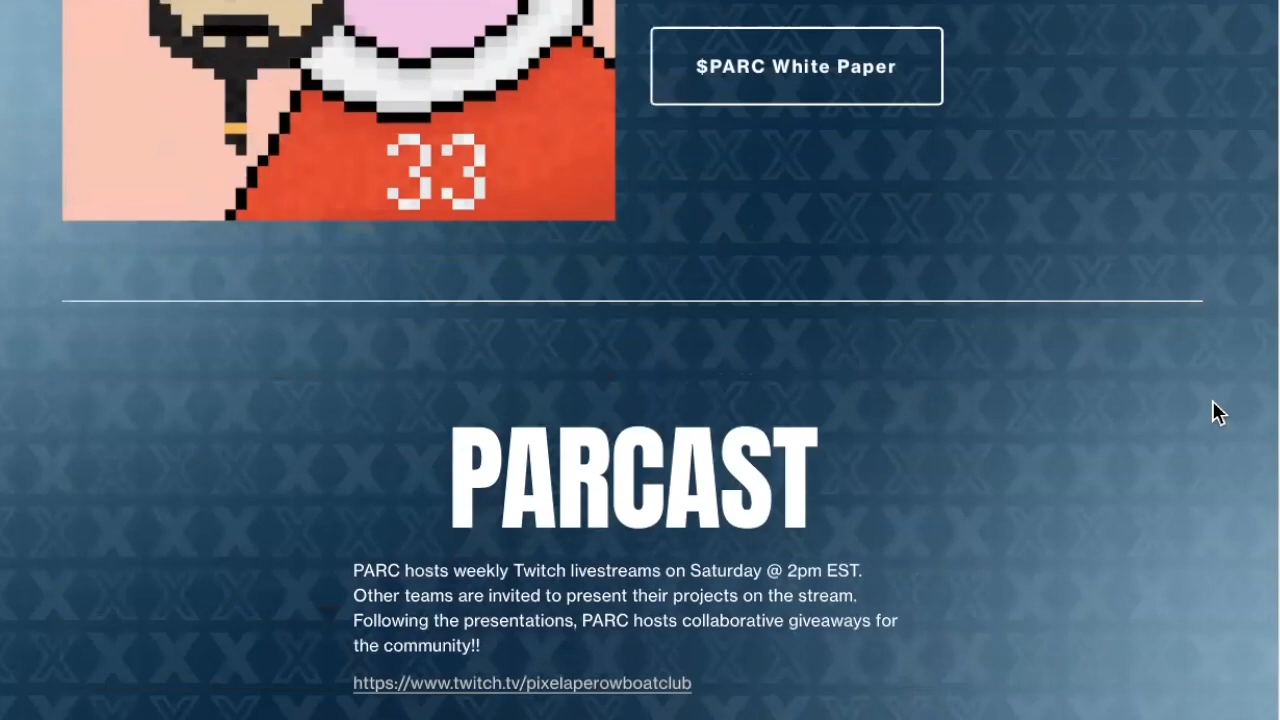 $PARC White Paper
33
PARCAST
PARC hosts weekly Twitch livestreams on Saturday @ 2pm EST.
Other teams are invited to present their projects on the stream.
Following the presentations, PARC hosts collaborative giveaways for
the community!!
https://www.twitch.tv/pixelaperowboatclub